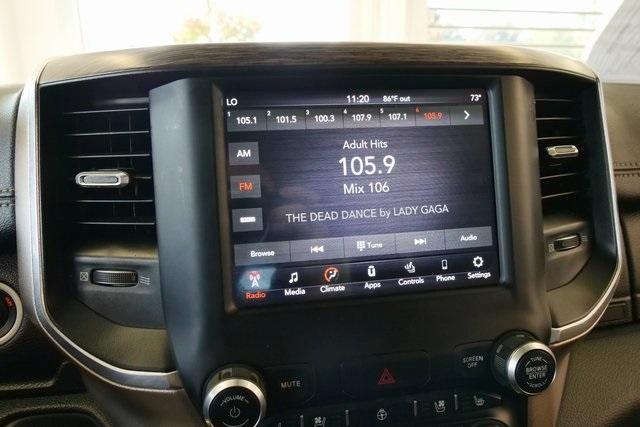 LO 11:20 86°F out 73°
1 105.1 2 101.5 3 100.3 4 107.9 5 107.1 6 105.9
Adult Hits
AM
105.9
FM
Mix 106
THE DEAD DANCE by LADY GAGA
Browse Tune Audio
Radio Media Climate Apps Controls Phone Settings
MUTE
SCREEN OFF
TUNE
BROWSE
ENTER
SCROLL
VOLUME